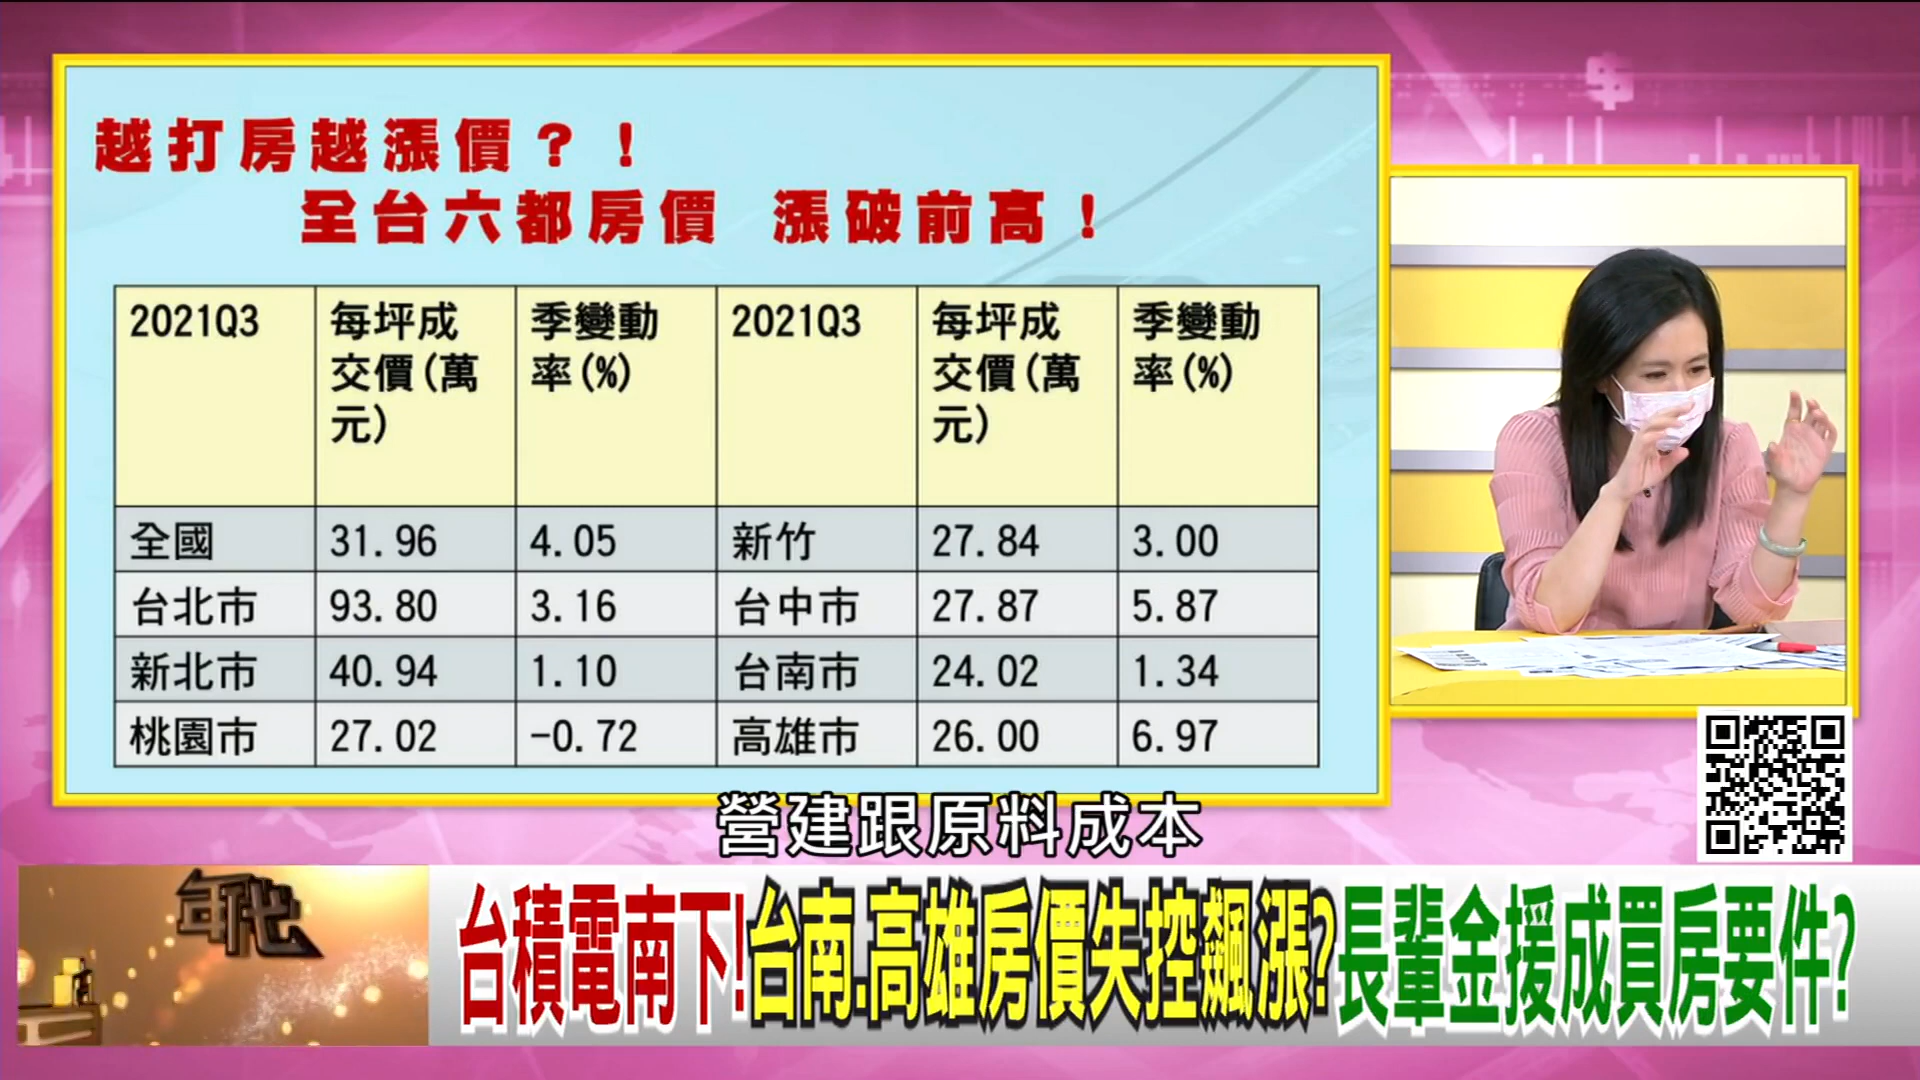 越打房越漲價？！
全台六都房價 漲破前高！
2021Q3 每坪成交價(萬元) 季變動率(%) 2021Q3 每坪成交價(萬元) 季變動率(%)
全國 31.96 4.05 新竹 27.84 3.00
台北市 93.80 3.16 台中市 27.87 5.87
新北市 40.94 1.10 台南市 24.02 1.34
桃園市 27.02 -0.72 高雄市 26.00 6.97
營建跟原料成本
年代
台積電南下!台南.高雄房價失控飆漲?長輩金援成買房要件?